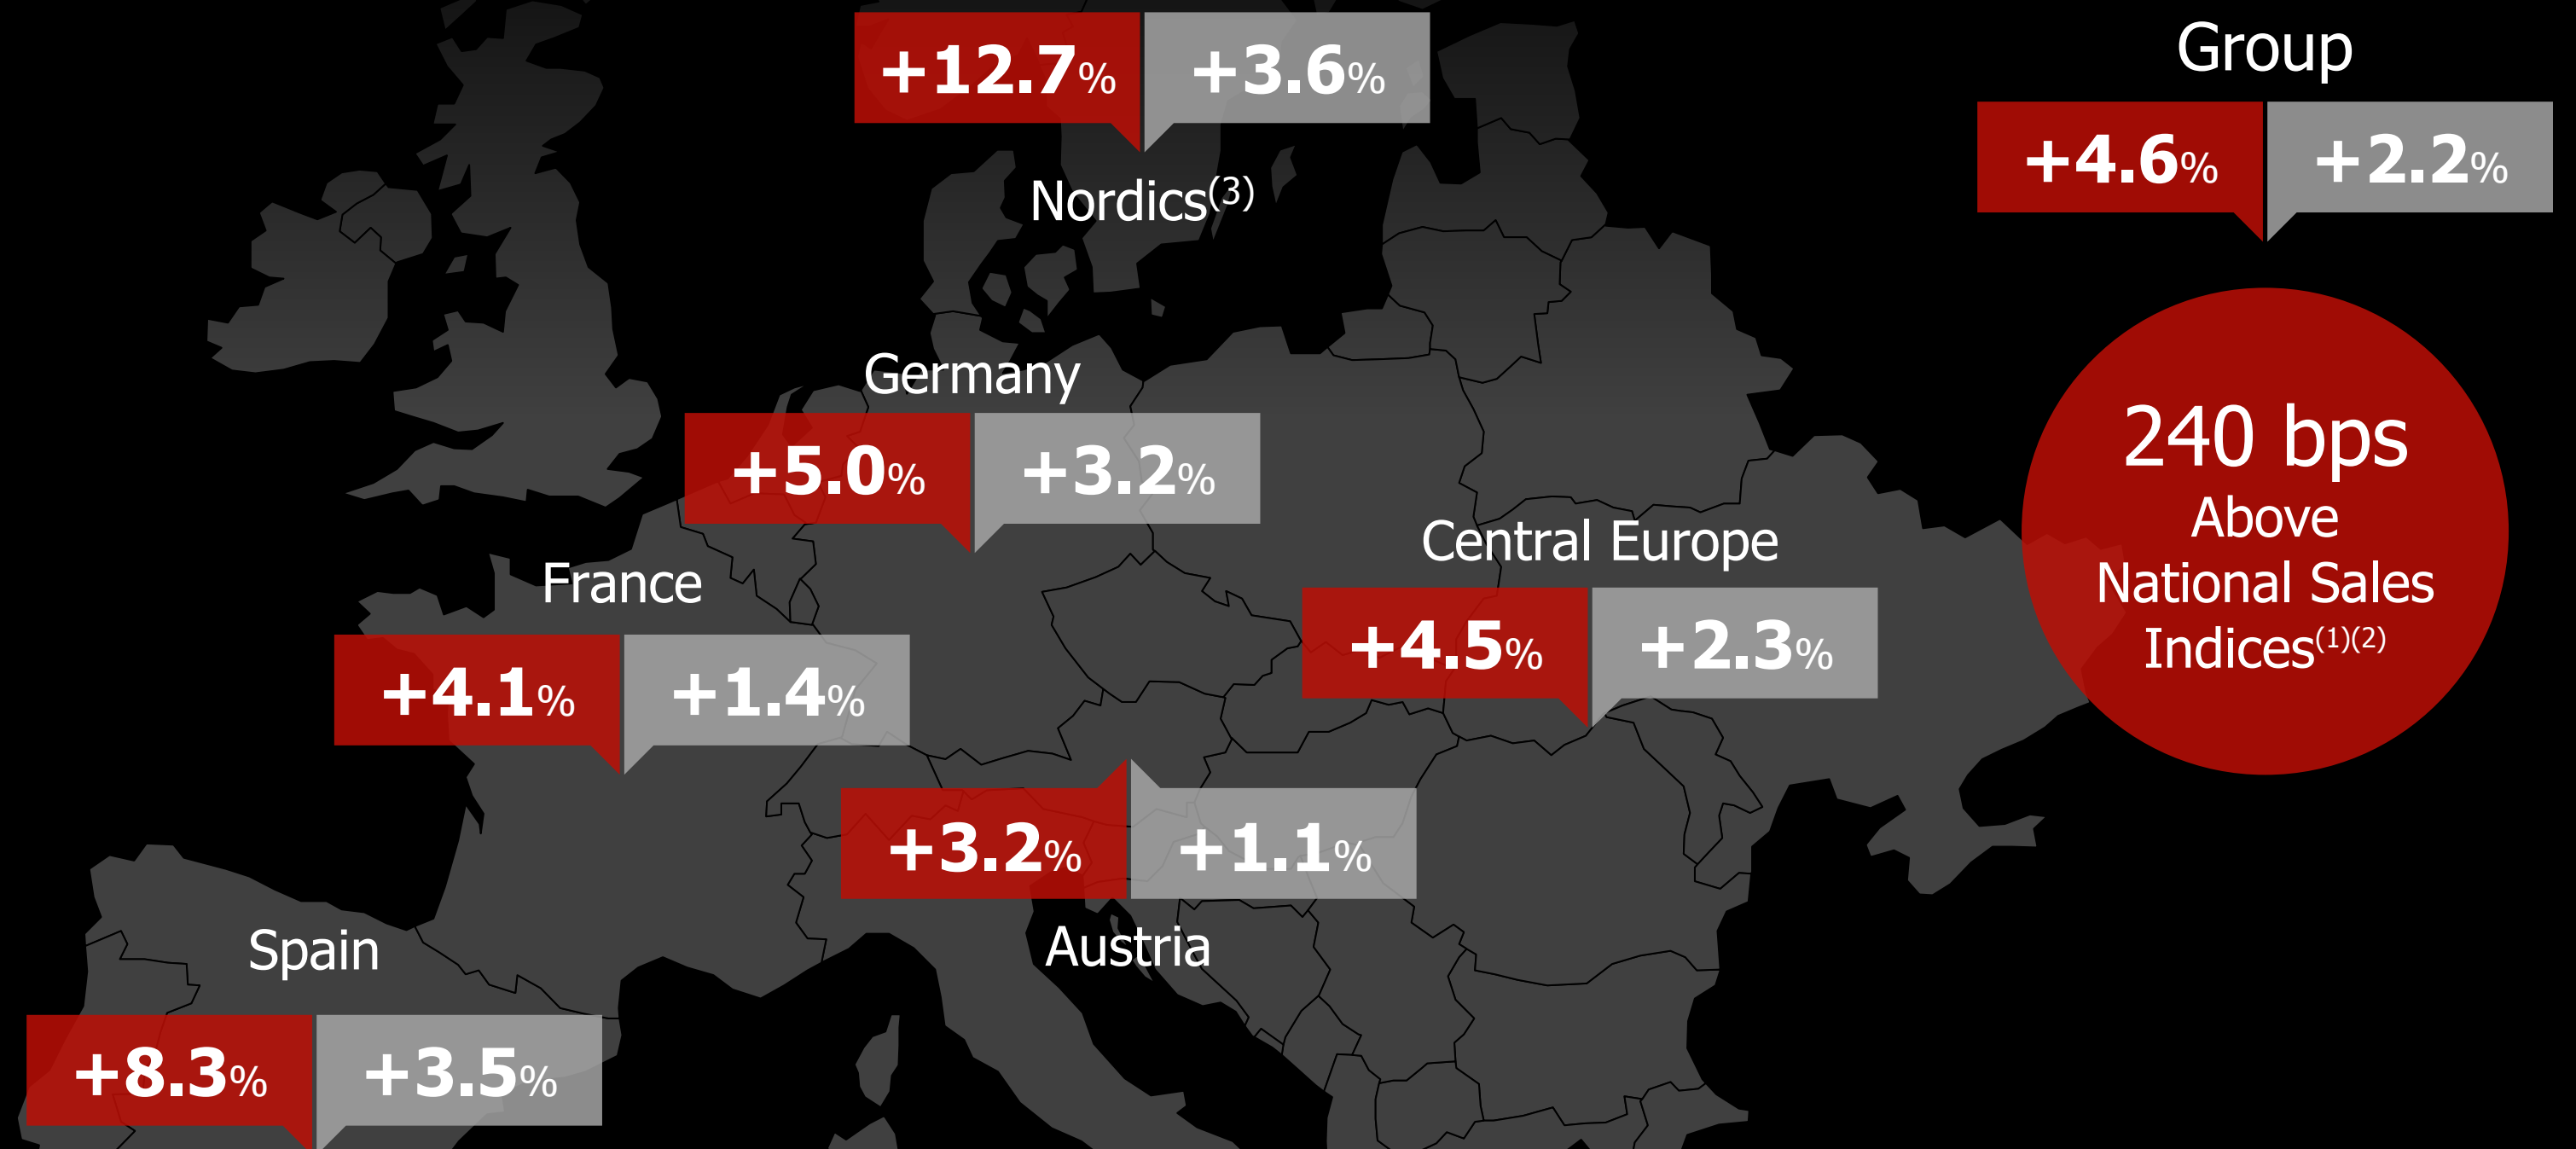 +12.7% +3.6%
Nordics(3)
Group
+4.6% +2.2%
240 bps
Above
National Sales
Indices(1)(2)
Germany
+5.0% +3.2%
Central Europe
+4.5% +2.3%
France
+4.1% +1.4%
+3.2% +1.1%
Austria
Spain
+8.3% +3.5%